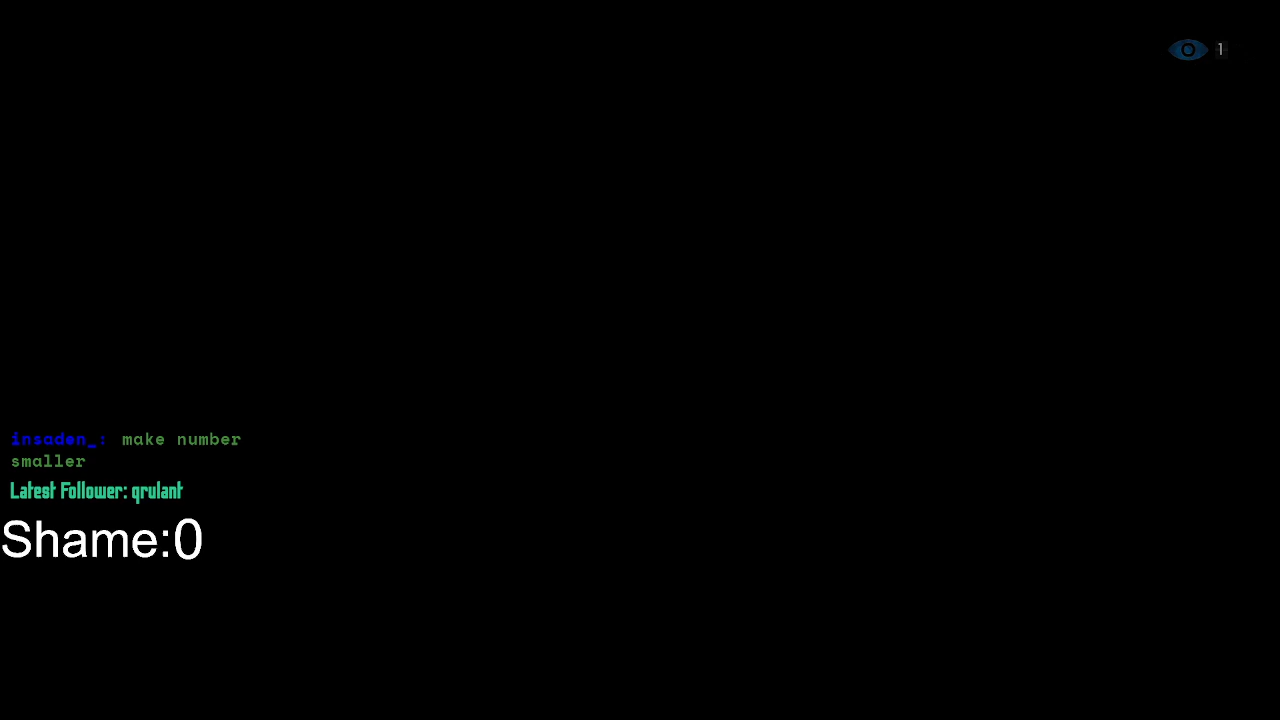 1
insaden_: make number
smaller
Latest Follower: qrulant
Shame:0